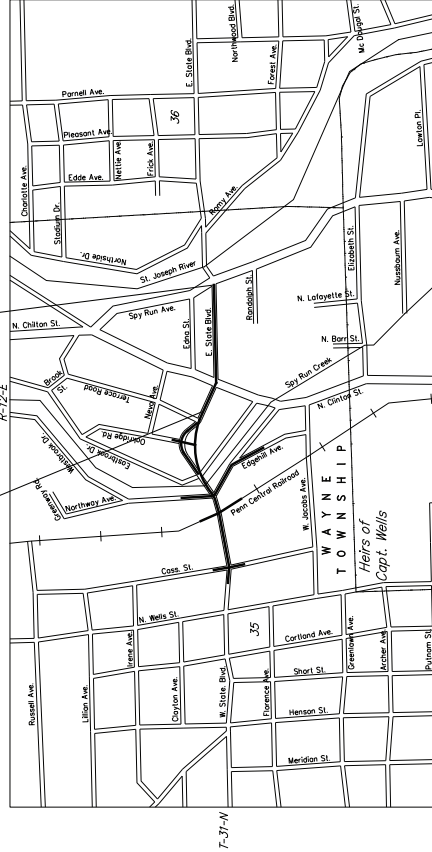 R-12-E
T-31-N
E. State Blvd.
Northwood Blvd.
Mc Dougal St.
Parnell Ave.
Forest Ave.
36
Pleasant Ave.
Nettie Ave.
Frick Ave.
Charlotte Ave.
Edde Ave.
Stadium Dr.
Romy Ave.
Lawton Pl.
Northside Dr.
St. Joseph River
Elizabeth St.
Nussbaum Ave.
N. Chilton St.
Spy Run Ave.
Edna St.
E. State Blvd.
Randolph St.
N. Lafayette St.
N. Barr St.
Brook
St.
Terrace Road
Neva Ave.
Spy Run Creek
N. Clinton St.
Oakridge Rd.
Eastbrook Dr.
Westbrook Dr.
Edgehill Ave.
Greenway Rd.
Northway Ave.
Penn Central Railroad
W. Jacobs Ave.
WAYNE
TOWNSHIP
Heirs of
Capt. Wells
Cass. St.
N. Wells St.
35
Irene Ave.
Cortland Ave.
Greenlawn Ave.
Archer Ave.
Putnam St.
Russell Ave.
Lillian Ave.
Clayton Ave.
W. State. Blvd.
Florence Ave.
Short St.
Henson St.
Meridian St.